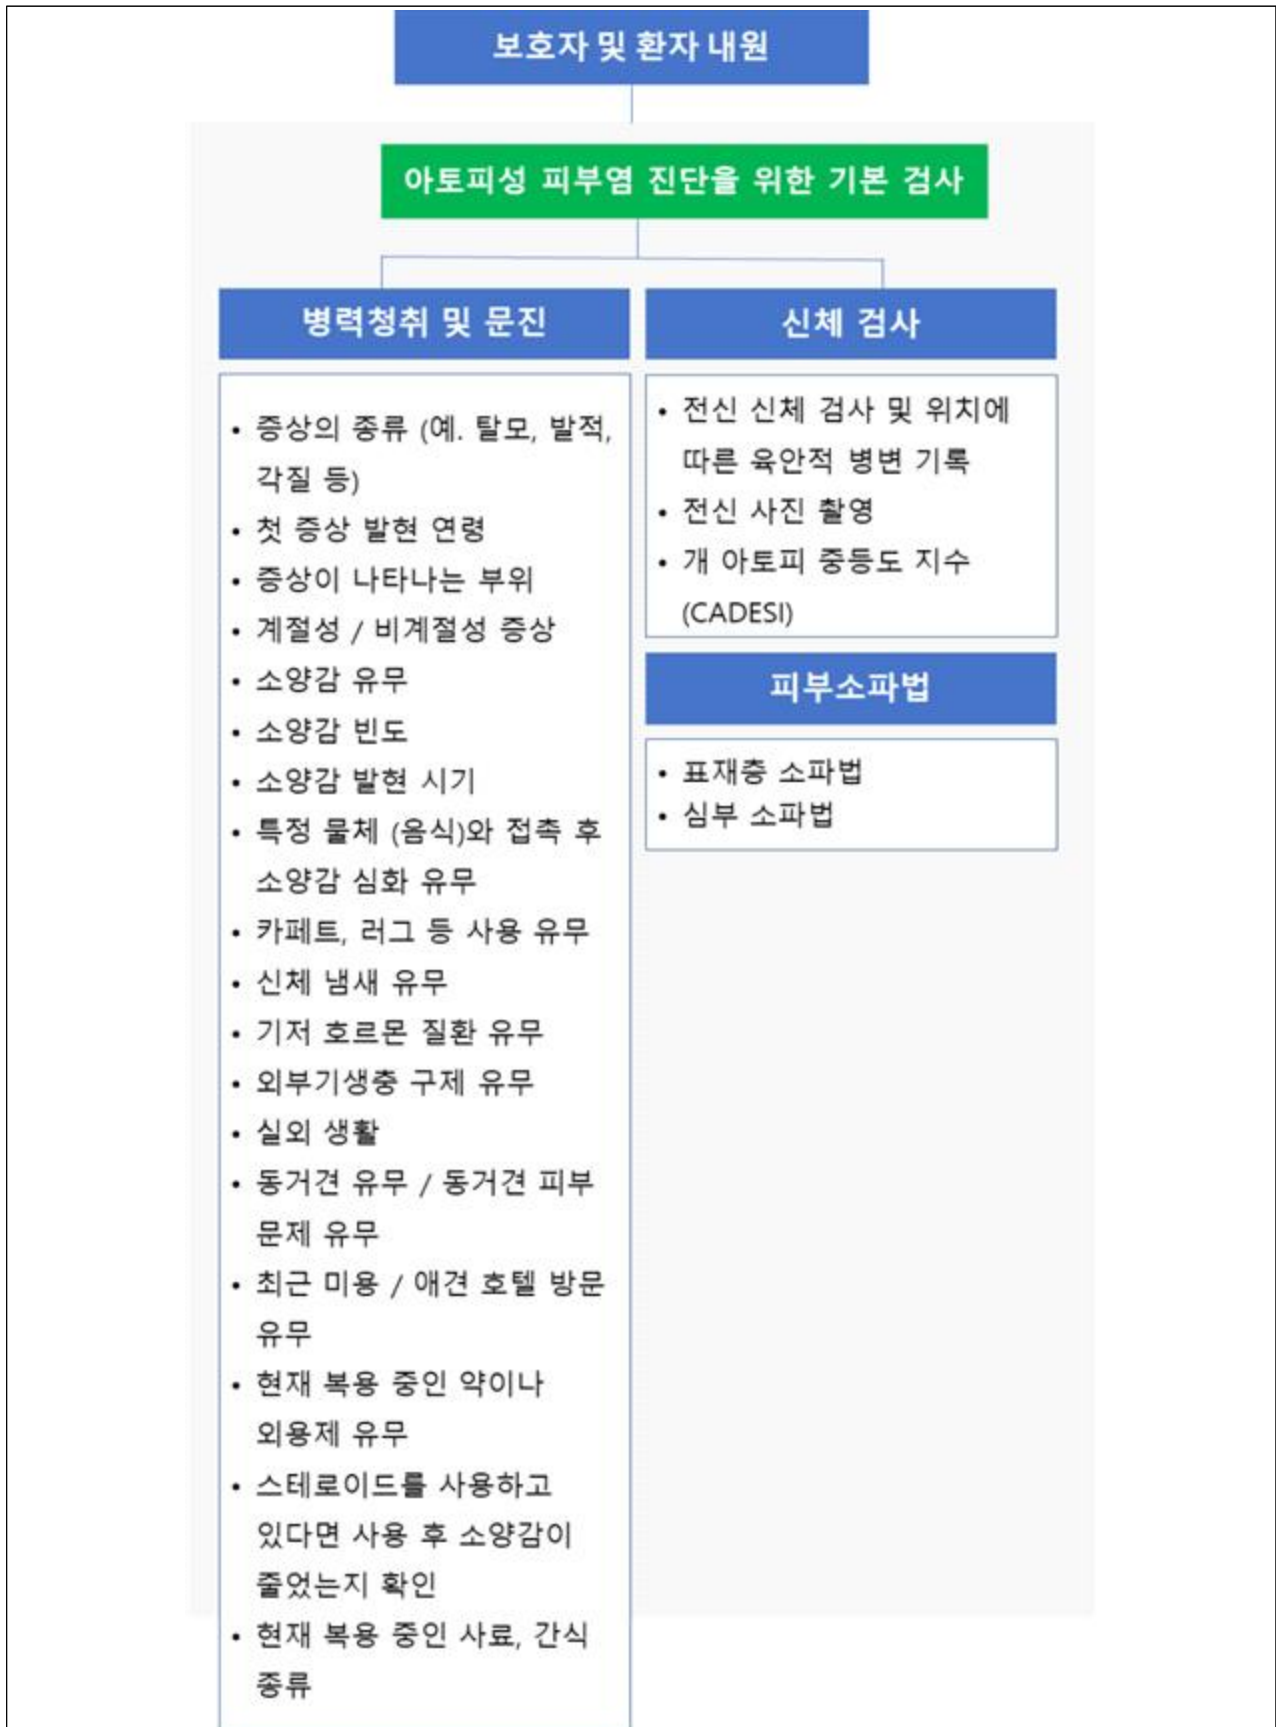 보호자 및 환자 내원
아토피성 피부염 진단을 위한 기본 검사
병력청취 및 문진
• 증상의 종류 (예. 탈모, 발적,
각질 등)
• 첫 증상 발현 연령
• 증상이 나타나는 부위
• 계절성 / 비계절성 증상
• 소양감 유무
• 소양감 빈도
• 소양감 발현 시기
• 특정 물체 (음식)와 접촉 후
소양감 심화 유무
• 카페트, 러그 등 사용 유무
• 신체 냄새 유무
• 기저 호르몬 질환 유무
• 외부기생충 구제 유무
• 실외 생활
• 동거견 유무 / 동거견 피부
문제 유무
• 최근 미용 / 애견 호텔 방문
유무
• 현재 복용 중인 약이나
외용제 유무
• 스테로이드를 사용하고
있다면 사용 후 소양감이
줄었는지 확인
• 현재 복용 중인 사료, 간식
종류
신체 검사
• 전신 신체 검사 및 위치에
따른 육안적 병변 기록
• 전신 사진 촬영
• 개 아토피 중등도 지수
(CADESI)
피부소파법
• 표재층 소파법
• 심부 소파법